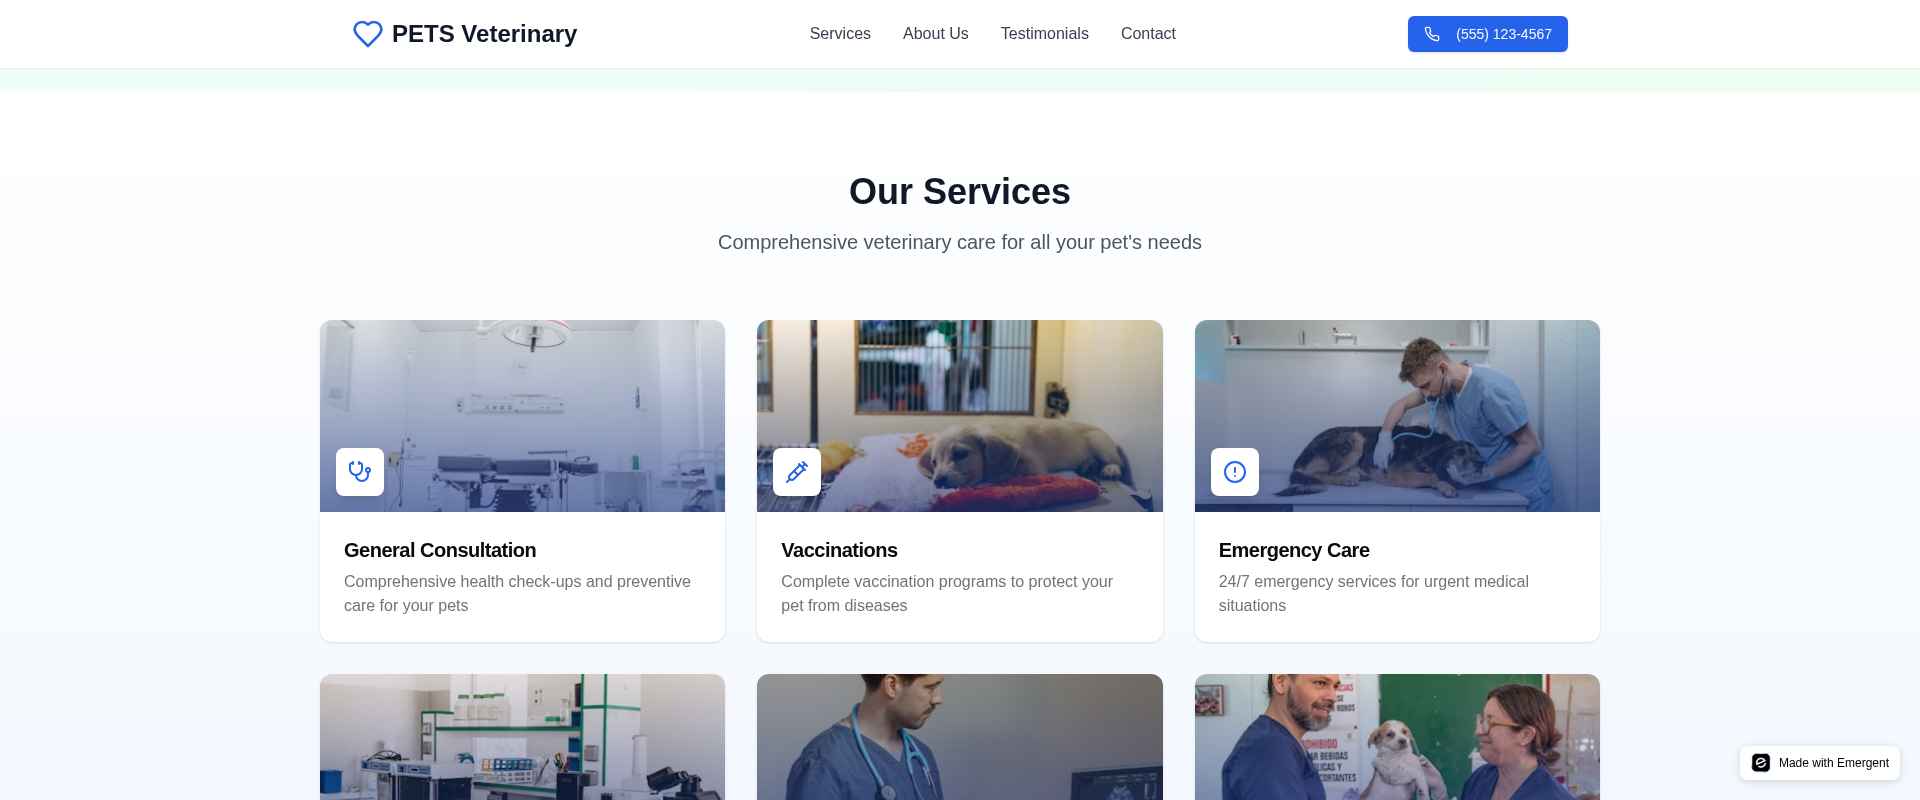 PETS Veterinary
Services
About Us
Testimonials
Contact
(555) 123-4567
Our Services
Comprehensive veterinary care for all your pet's needs
General Consultation
Comprehensive health check-ups and preventive
care for your pets
Vaccinations
Complete vaccination programs to protect your
pet from diseases
Emergency Care
24/7 emergency services for urgent medical
situations
Made with Emergent